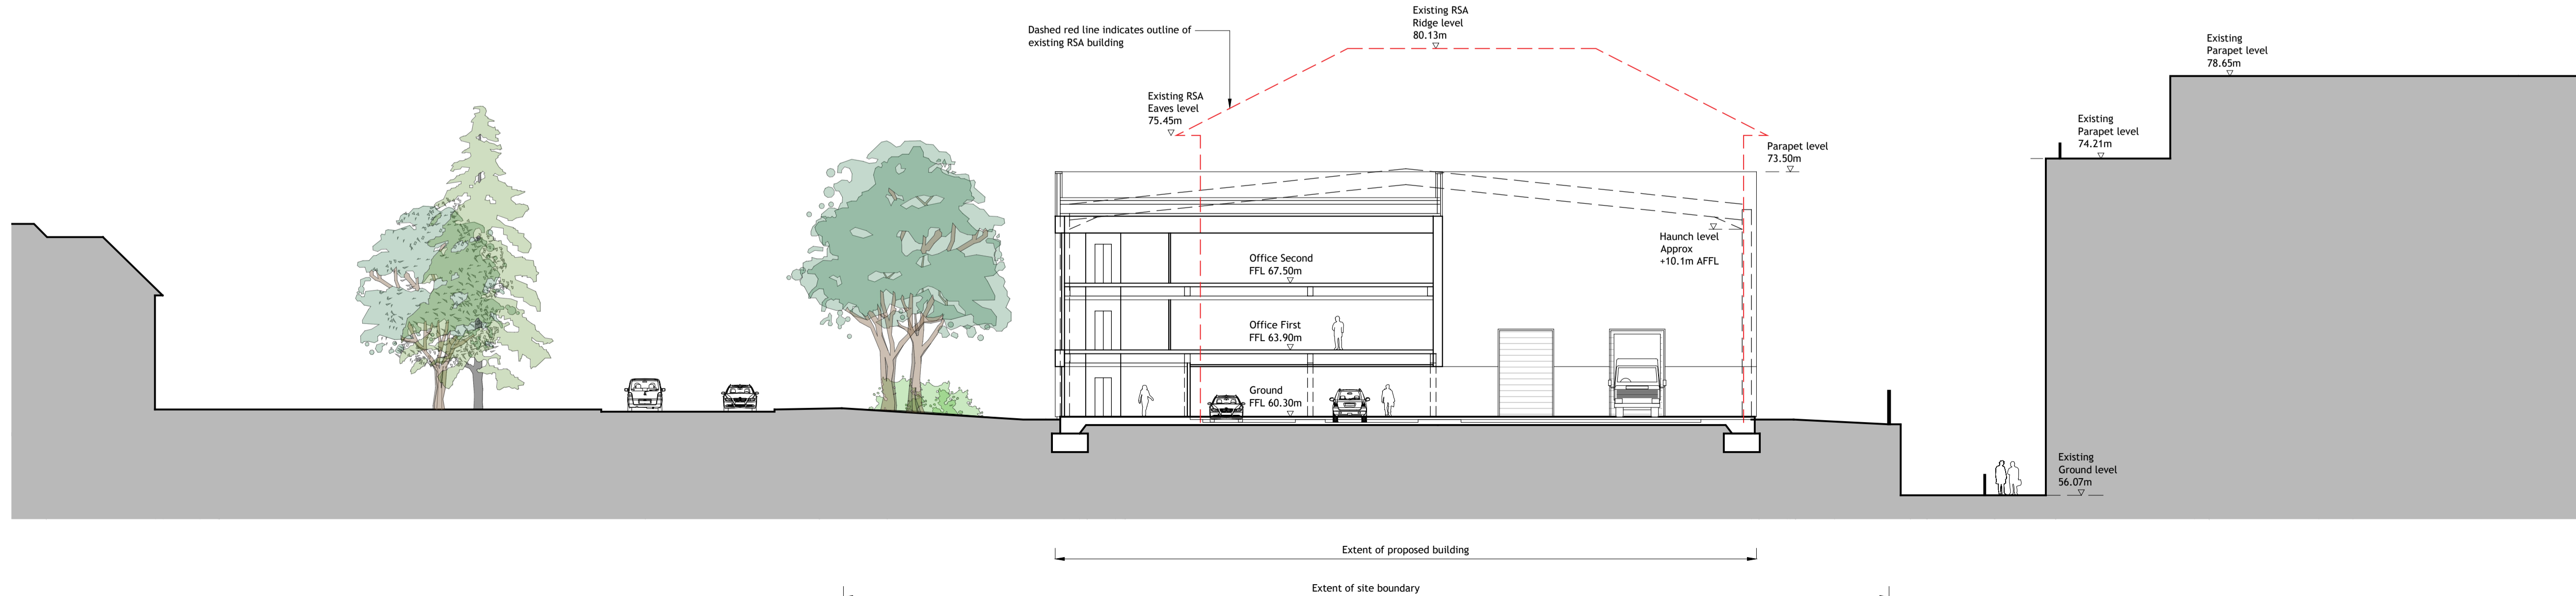 Existing RSA
Ridge level
80.13m
Dashed red line indicates outline of
existing RSA building
Existing
Parapet level
78.65m
Existing RSA
Eaves level
75.45m
Existing
Parapet level
74.21m
Parapet level
73.50m
Haunch level
Approx
+10.1m AFFL
Office Second
FFL 67.50m
Office First
FFL 63.90m
Ground
FFL 60.30m
Existing
Ground level
56.07m
Extent of proposed building
Extent of site boundary